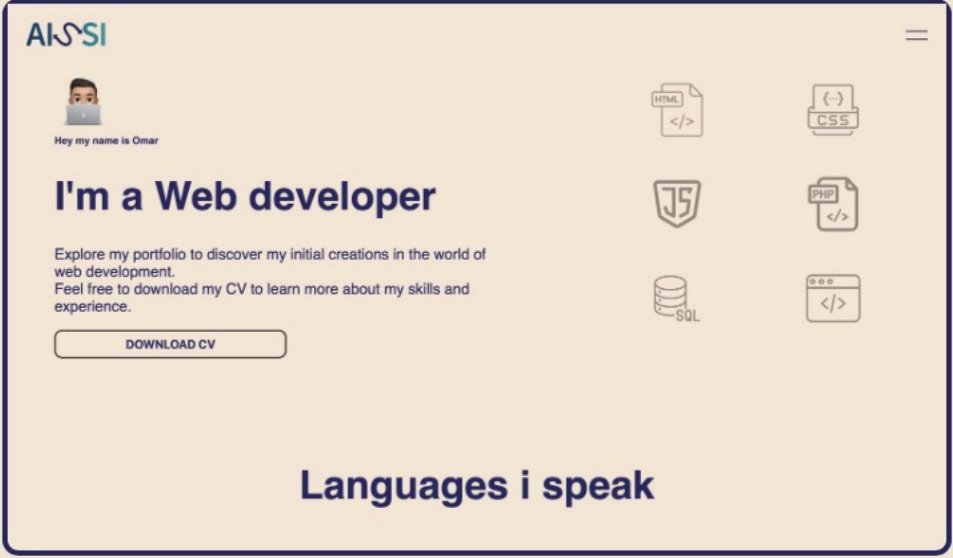 AISSI
Hey my name is Omar
I'm a Web developer
Explore my portfolio to discover my initial creations in the world of
web development.
Feel free to download my CV to learn more about my skills and
experience.
DOWNLOAD CV
HTML
</>
{··}
CSS
JS
PHP
</>
SQL
</>
Languages i speak